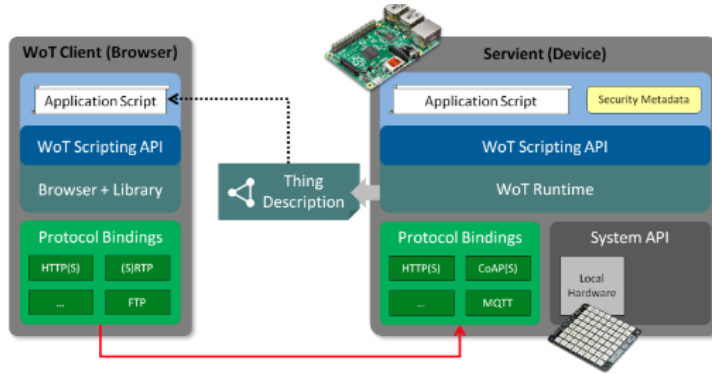 WoT Client (Browser)
Application Script
WoT Scripting API
Browser + Library
Protocol Bindings
HTTP(S)
(S)RTP
...
FTP
Thing
Description
Servient (Device)
Application Script
Security Metadata
WoT Scripting API
WoT Runtime
Protocol Bindings
HTTP(S)
CoAP(S)
...
MQTT
System API
Local
Hardware